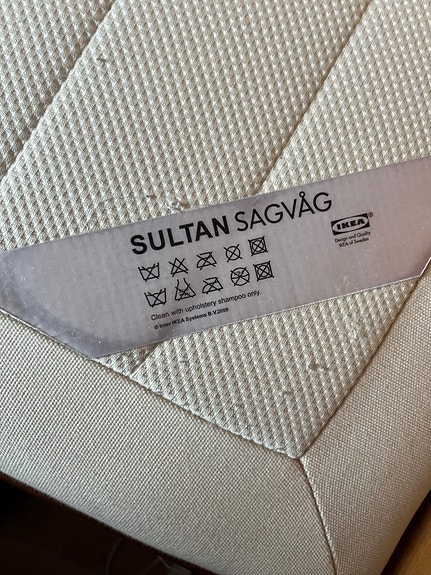 SULTAN SAGVÅG
IKEA®
Design and Quality
IKEA of Sweden
Clean with upholstery shampoo only.
© Inter IKEA Systems B.V.2008